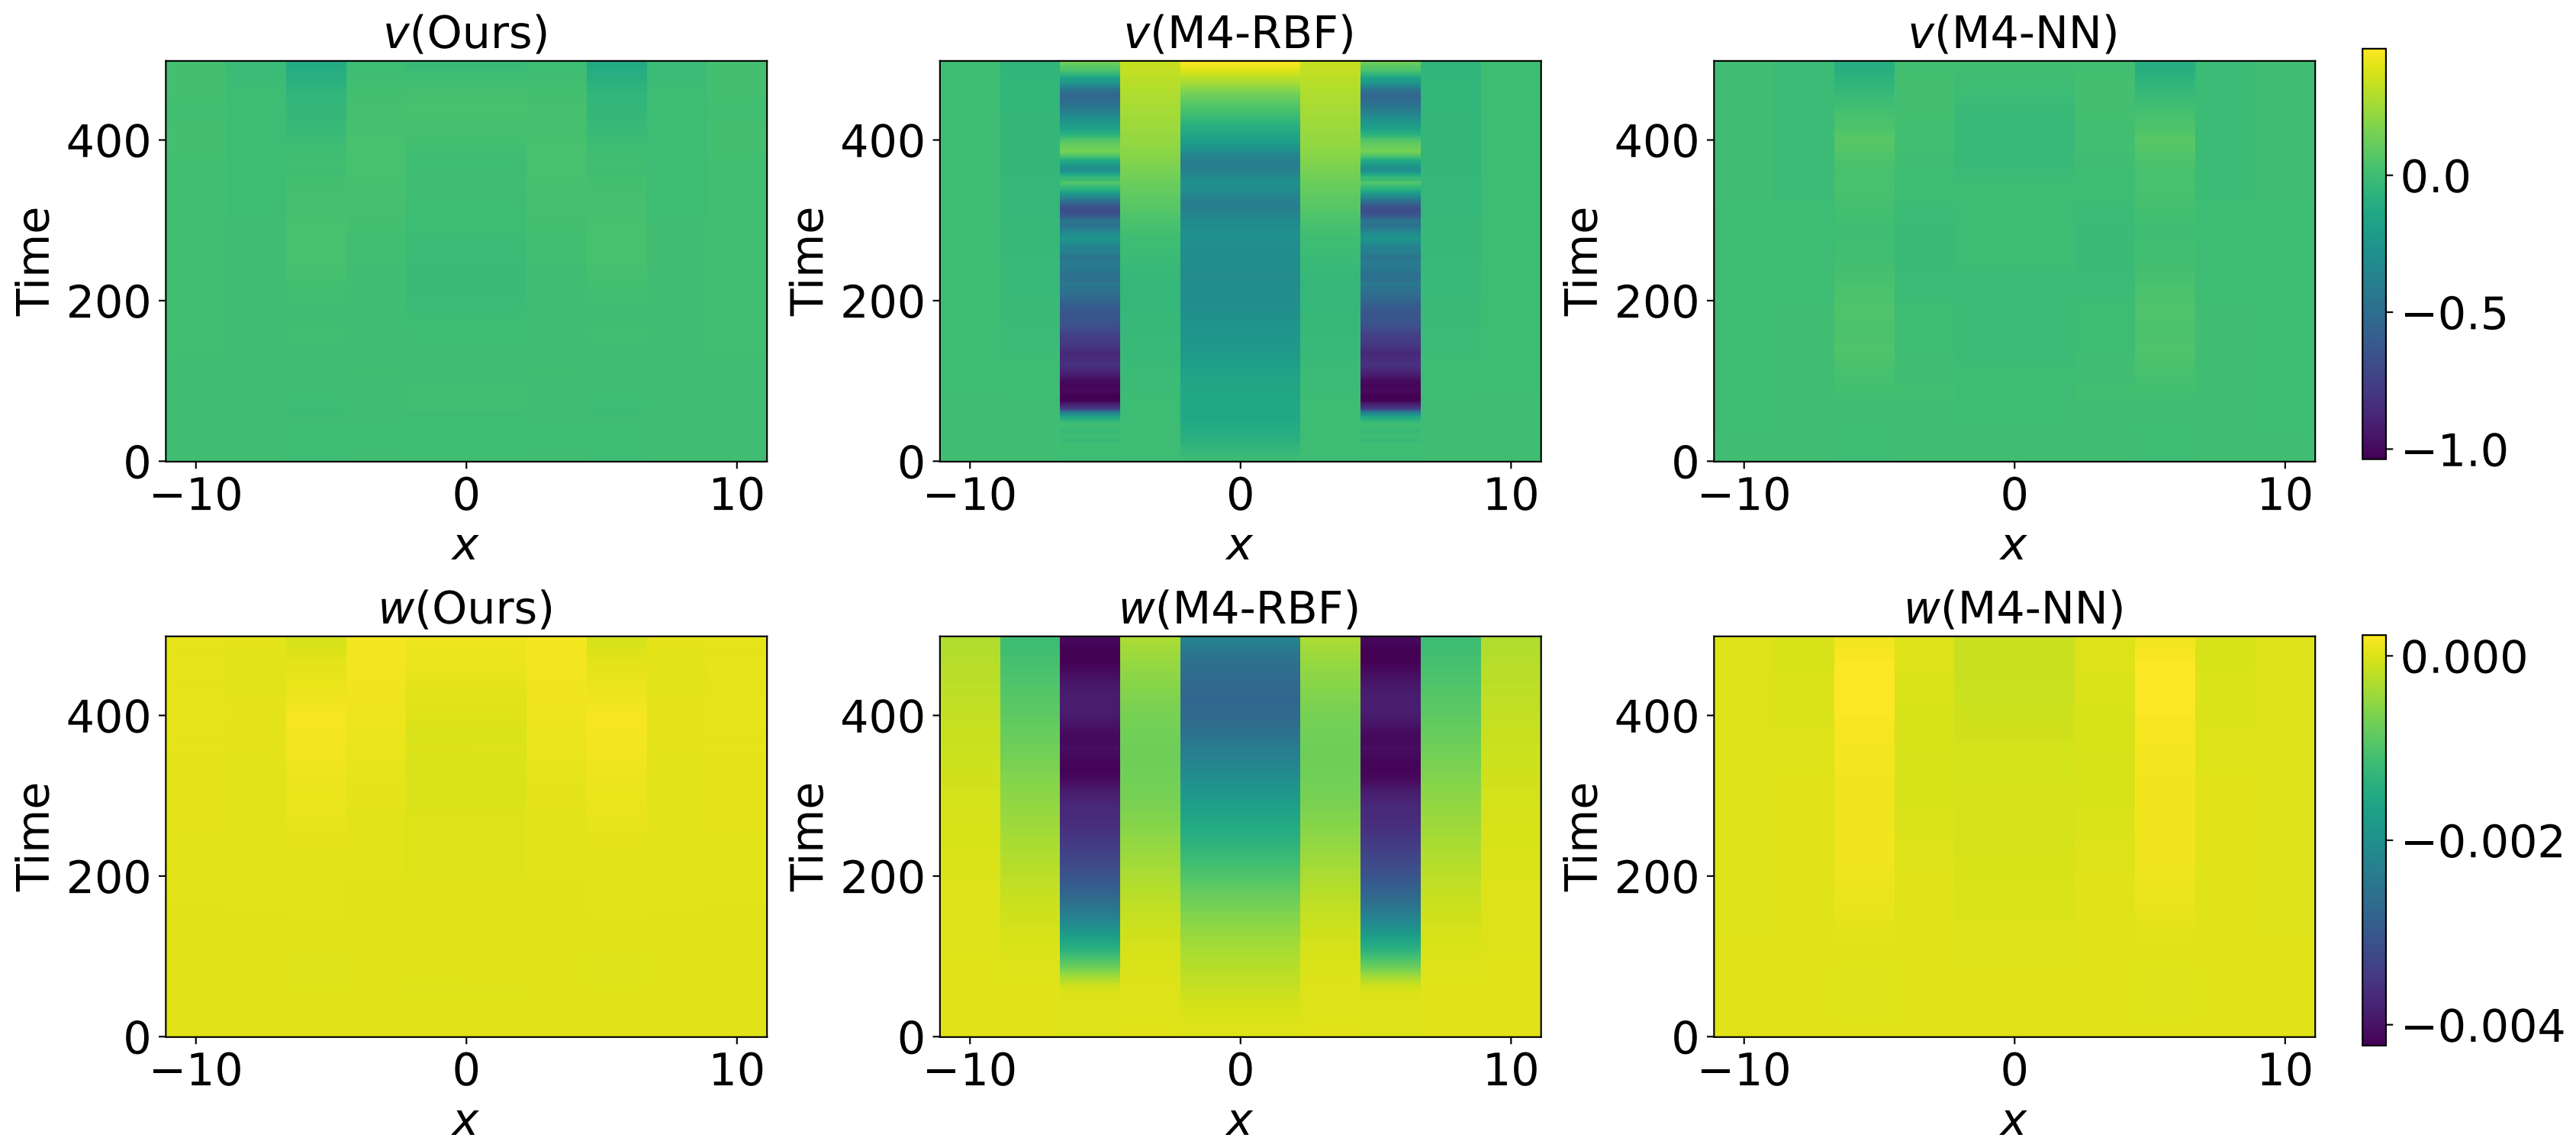 v(Ours) v(M4-RBF) v(M4-NN)
Time 400 200 0 Time 400 200 0 Time 400 200 0 0.0 −0.5 −1.0
−10 0 10 −10 0 10 −10 0 10
x x x
w(Ours) w(M4-RBF) w(M4-NN)
Time 400 200 0 Time 400 200 0 Time 400 200 0 0.000 −0.002 −0.004
−10 0 10 −10 0 10 −10 0 10
x x x